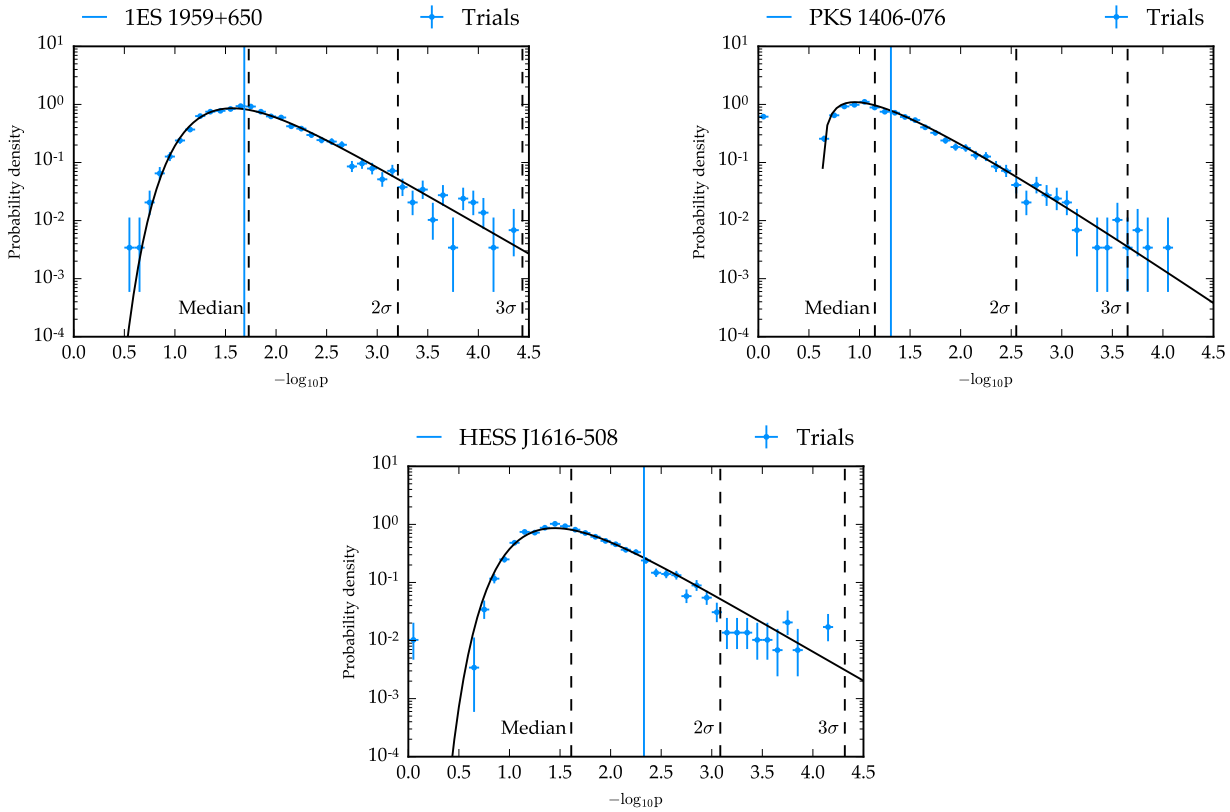 1ES 1959+650 Trials
10¹
10⁰
10⁻¹
10⁻²
10⁻³
10⁻⁴
Probability density
Median 2σ 3σ
0.0 0.5 1.0 1.5 2.0 2.5 3.0 3.5 4.0 4.5
−log₁₀p
PKS 1406-076 Trials
10¹
10⁰
10⁻¹
10⁻²
10⁻³
10⁻⁴
Probability density
Median 2σ 3σ
0.0 0.5 1.0 1.5 2.0 2.5 3.0 3.5 4.0 4.5
−log₁₀p
HESS J1616-508 Trials
10¹
10⁰
10⁻¹
10⁻²
10⁻³
10⁻⁴
Probability density
Median 2σ 3σ
0.0 0.5 1.0 1.5 2.0 2.5 3.0 3.5 4.0 4.5
−log₁₀p